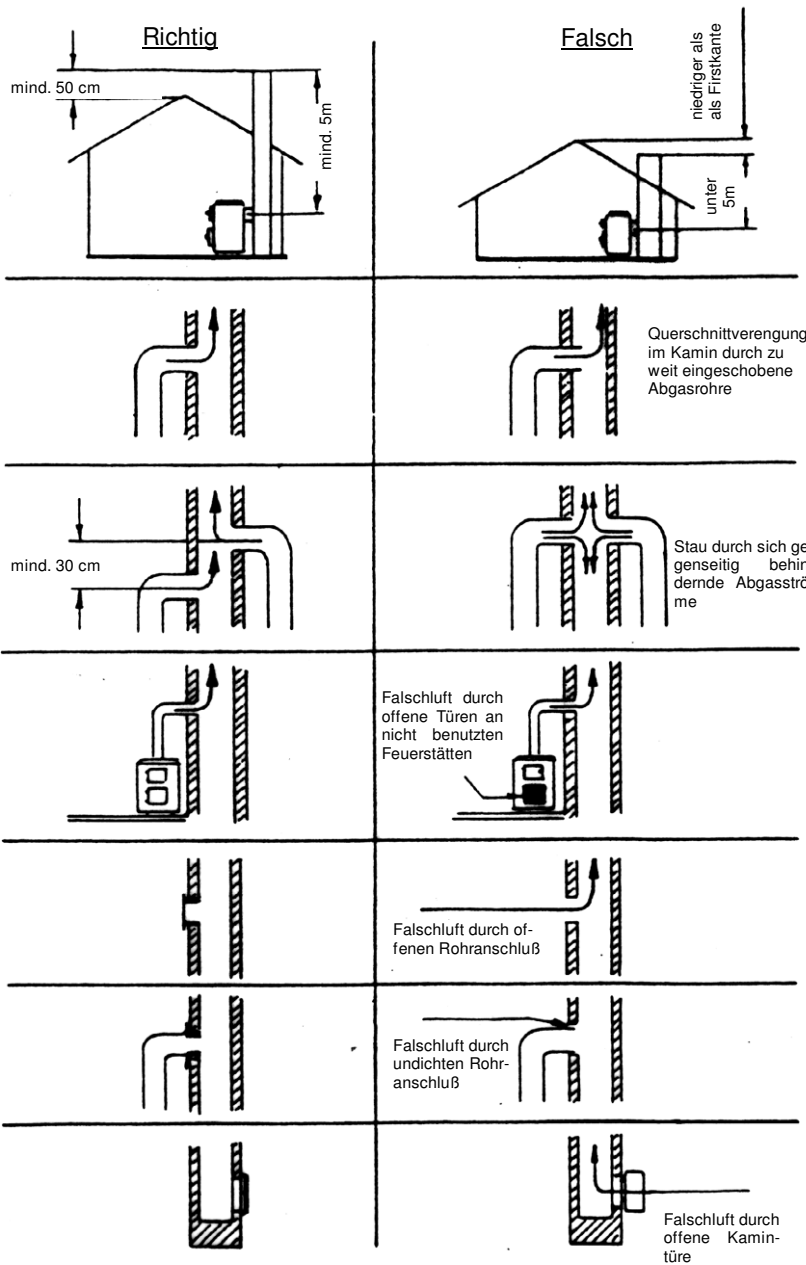 Richtig
Falsch
mind. 50 cm
mind. 5m
niedriger als
als Firstkante
unter
5m
Querschnittverengung
im Kamin durch zu
weit eingeschobene
Abgasrohre
mind. 30 cm
Stau durch sich ge
genseitig behin
dernde Abgasströ
me
Falschluft durch
offene Türen an
nicht benutzten
Feuerstätten
Falschluft durch of-
fenen Rohranschluß
Falschluft durch
undichten Rohr-
anschluß
Falschluft durch
offene Kamin-
türe